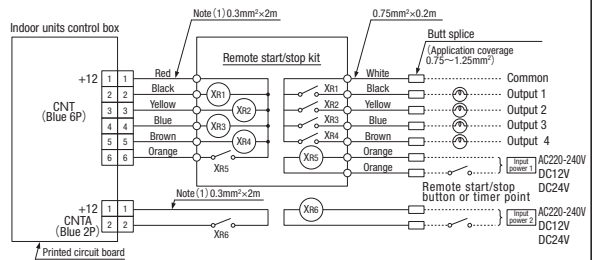 Note(1)0.3mm²×2m
0.75mm²×0.2m
Indoor units control box
Butt splice
(Application coverage
0.75～1.25mm²)
Remote start/stop kit
+12 1 1 Red White Common
CNT
(Blue 6P)
2 2 Black XR1 XR1 Black Output 1
3 3 Yellow XR2 XR2 Yellow Output 2
4 4 Blue XR3 XR3 Blue Output 3
5 5 Brown XR4 XR4 Brown Output 4
6 6 Orange XR5 XR5 Orange
Orange
Input power 1
AC220-240V
DC12V
DC24V
Remote start/stop
button or timer point
Note(1)0.3mm²×2m
+12 1 1
CNTA
(Blue 2P)
2 2
XR6
XR6
Input power 2
AC220-240V
DC12V
DC24V
Printed circuit board